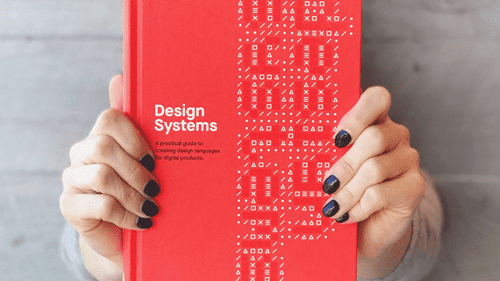 Design
Systems
A practical guide to
creating design languages
for digital products.